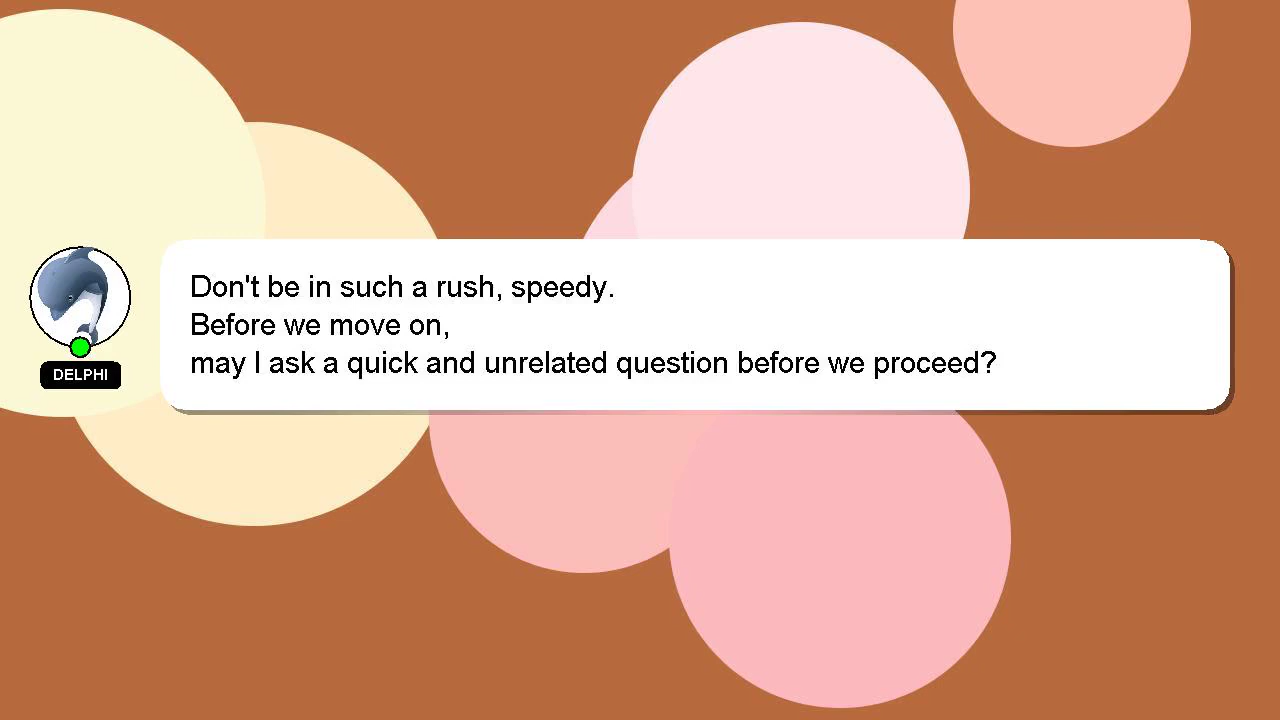 Don't be in such a rush, speedy.
Before we move on,
may I ask a quick and unrelated question before we proceed?
DELPHI